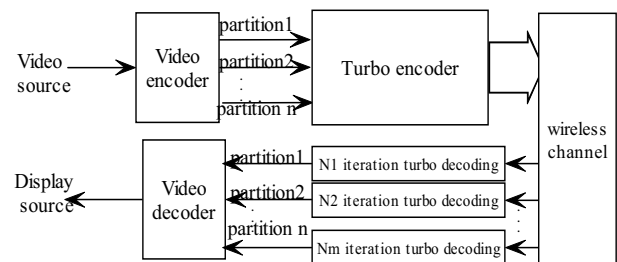 Video
source
Video
encoder
partition1
partition2
partition n
Turbo encoder
wireless
channel
Display
source
Video
decoder
partition1
partition2
partition n
N1 iteration turbo decoding
N2 iteration turbo decoding
Nm iteration turbo decoding